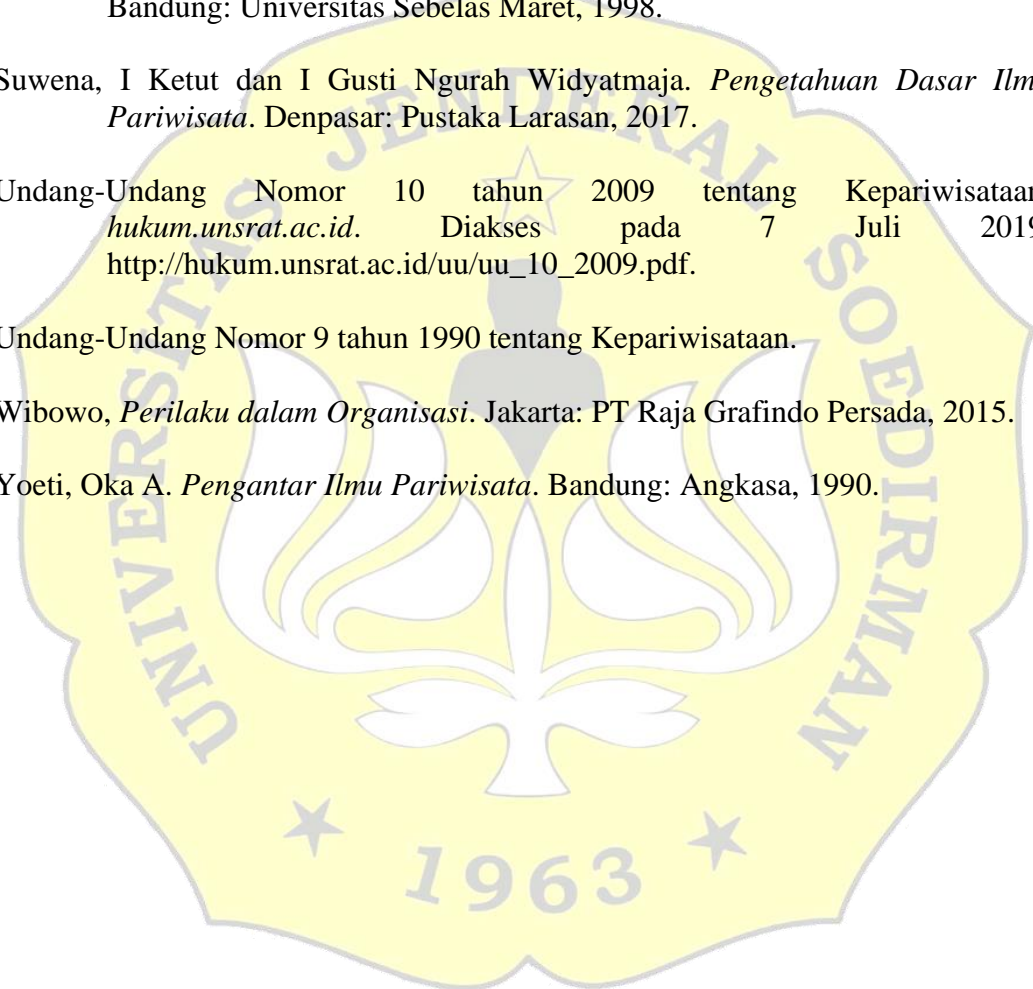 Bandung: Universitas Sebelas Maret, 1998.
Suwena, I Ketut dan I Gusti Ngurah Widyatmaja. Pengetahuan Dasar Ilm
Pariwisata. Denpasar: Pustaka Larasan, 2017.
Undang-Undang Nomor 10 tahun 2009 tentang Kepariwisataan
hukum.unsrat.ac.id. Diakses pada 7 Juli 2019
http://hukum.unsrat.ac.id/uu/uu_10_2009.pdf.
Undang-Undang Nomor 9 tahun 1990 tentang Kepariwisataan.
Wibowo, Perilaku dalam Organisasi. Jakarta: PT Raja Grafindo Persada, 2015.
Yoeti, Oka A. Pengantar Ilmu Pariwisata. Bandung: Angkasa, 1990.
UNIVERSITAS JENDERAL SOEDIRMAN
1963